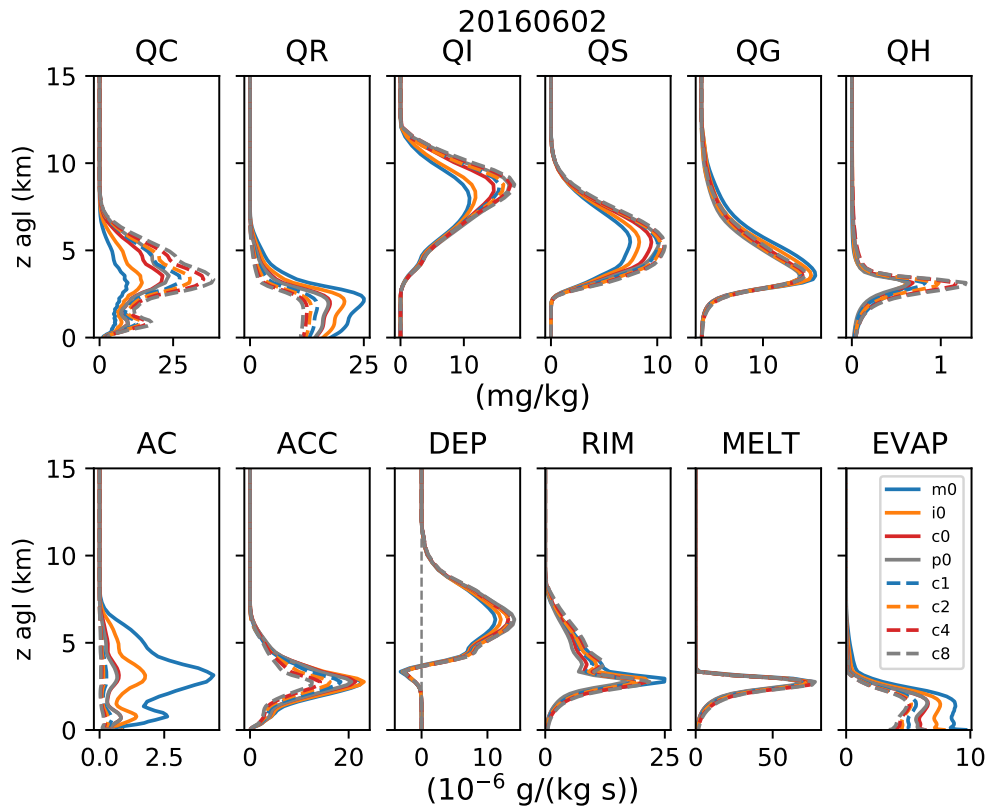 20160602
QC QR QI QS QG QH
15
10
5
0
z agl (km)
0 25 0 25 0 10 0 10 0 10 0 1
(mg/kg)
AC ACC DEP RIM MELT EVAP
15
10
5
0
z agl (km)
m0
i0
c0
p0
c1
c2
c4
c8
0.0 2.5 0 20 0 10 0 25 0 50 0 10
(10⁻⁶ g/(kg s))